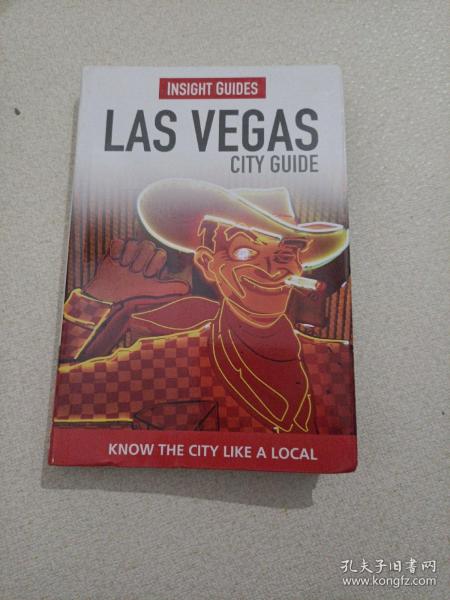 INSIGHT GUIDES
LAS VEGAS
CITY GUIDE
KNOW THE CITY LIKE A LOCAL
孔夫子旧书网
www.kongfz.com